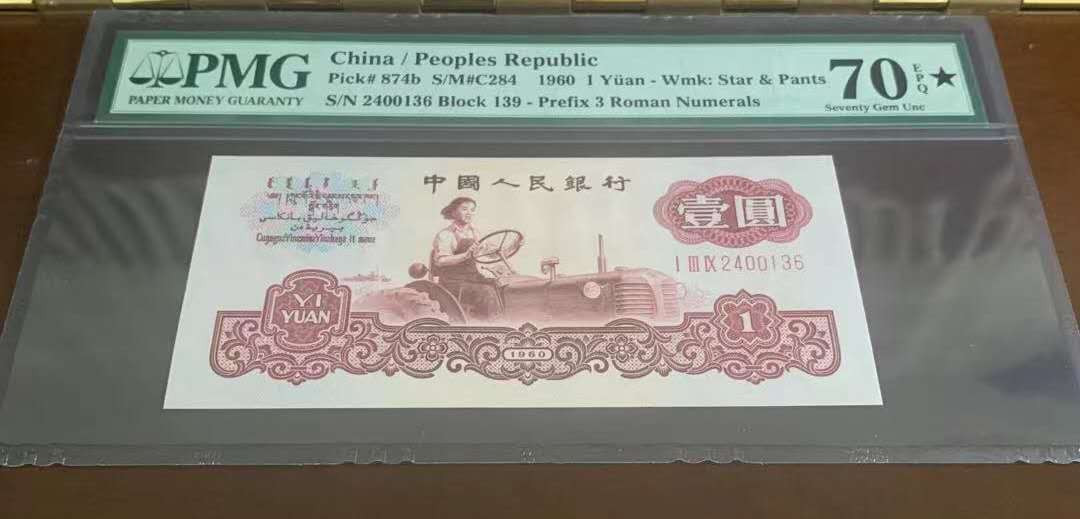 PMG
PAPER MONEY GUARANTY
China / Peoples Republic
Pick# 874b S/M#C284 1960 1 Yüan - Wmk: Star & Pants
S/N 2400136 Block 139 - Prefix 3 Roman Numerals
70 EPQ ★
Seventy Gem Unc
中國人民銀行
壹圓
I III IX 2400136
YI
YUAN
1
1960